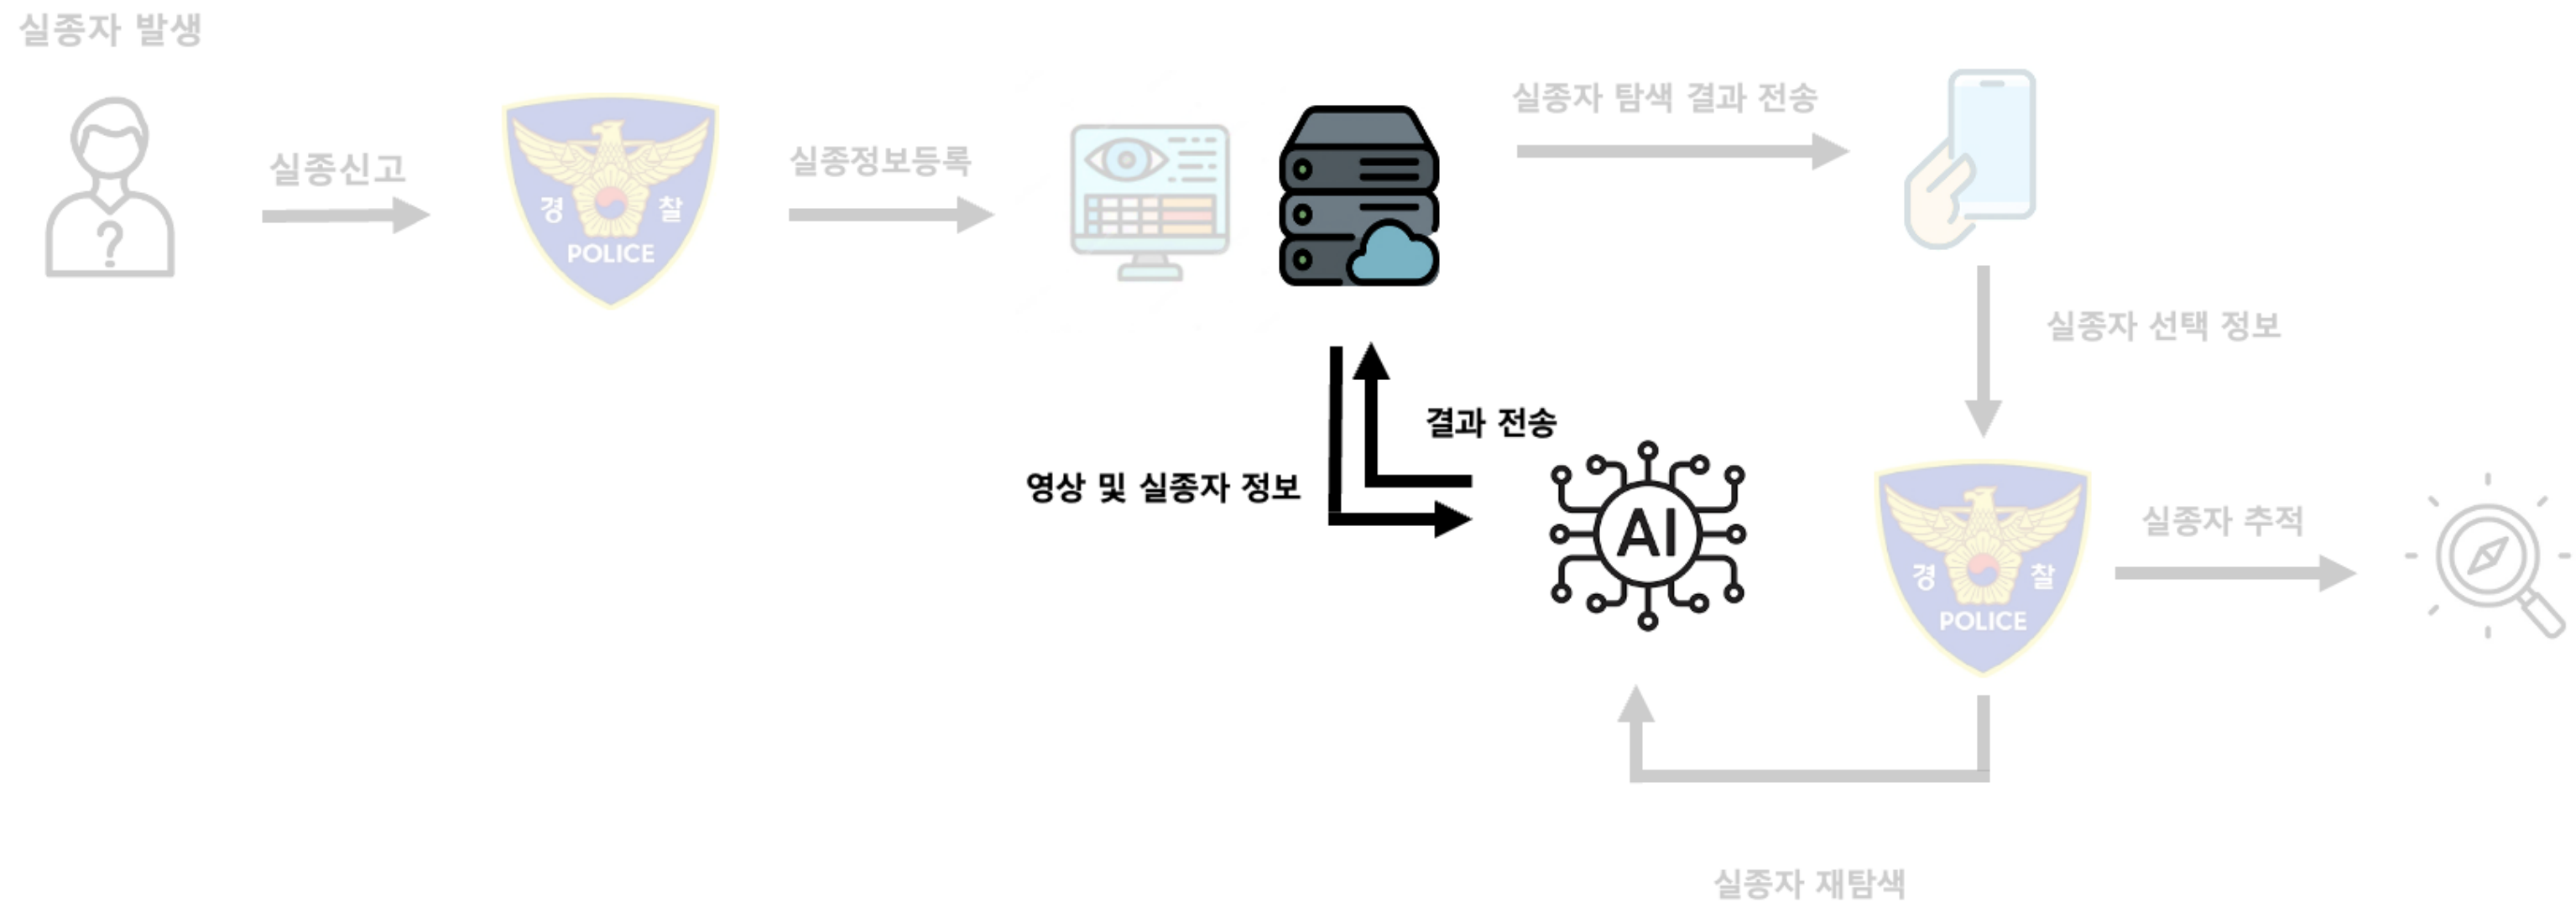 실종자 발생
실종신고
경 찰
POLICE
실종정보등록
실종자 탐색 결과 전송
실종자 선택 정보
결과 전송
영상 및 실종자 정보
AI
경 찰
POLICE
실종자 추적
실종자 재탐색